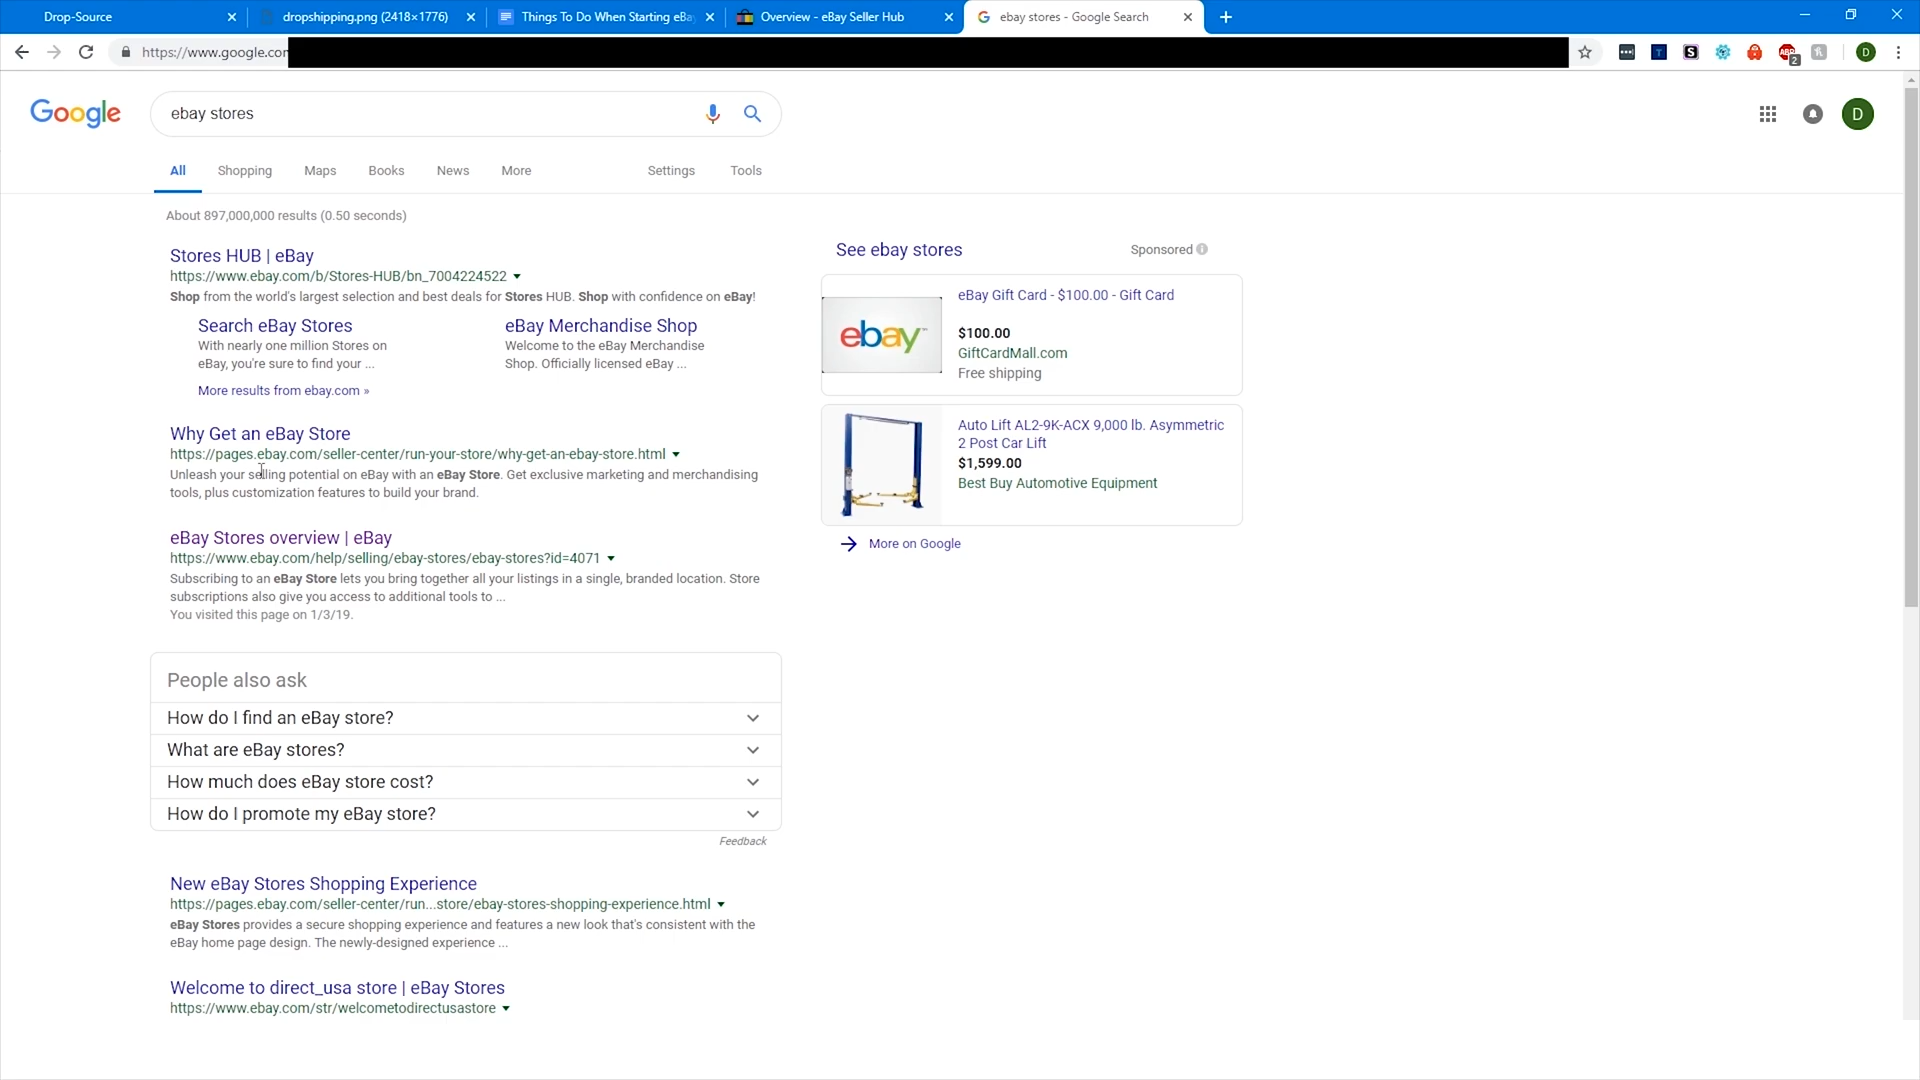 Drop-Source
dropshipping.png (2418×1776)
Things To Do When Starting eBa
Overview - eBay Seller Hub
ebay stores - Google Search
https://www.google.com
ABP
2
D
Google
ebay stores
D
All
Shopping
Maps
Books
News
More
Settings
Tools
About 897,000,000 results (0.50 seconds)
Stores HUB | eBay
https://www.ebay.com/b/Stores-HUB/bn_7004224522
Shop from the world's largest selection and best deals for Stores HUB. Shop with confidence on eBay!
Search eBay Stores
With nearly one million Stores on
eBay, you're sure to find your ...
eBay Merchandise Shop
Welcome to the eBay Merchandise
Shop. Officially licensed eBay ...
More results from ebay.com »
Why Get an eBay Store
https://pages.ebay.com/seller-center/run-your-store/why-get-an-ebay-store.html
Unleash your selling potential on eBay with an eBay Store. Get exclusive marketing and merchandising
tools, plus customization features to build your brand.
eBay Stores overview | eBay
https://www.ebay.com/help/selling/ebay-stores/ebay-stores?id=4071
Subscribing to an eBay Store lets you bring together all your listings in a single, branded location. Store
subscriptions also give you access to additional tools to ...
You visited this page on 1/3/19.
People also ask
How do I find an eBay store?
What are eBay stores?
How much does eBay store cost?
How do I promote my eBay store?
Feedback
New eBay Stores Shopping Experience
https://pages.ebay.com/seller-center/run...store/ebay-stores-shopping-experience.html
eBay Stores provides a secure shopping experience and features a new look that's consistent with the
eBay home page design. The newly-designed experience ...
Welcome to direct_usa store | eBay Stores
https://www.ebay.com/str/welcometodirectusastore
See ebay stores
Sponsored
ebay
eBay Gift Card - $100.00 - Gift Card
$100.00
GiftCardMall.com
Free shipping
Auto Lift AL2-9K-ACX 9,000 lb. Asymmetric
2 Post Car Lift
$1,599.00
Best Buy Automotive Equipment
More on Google